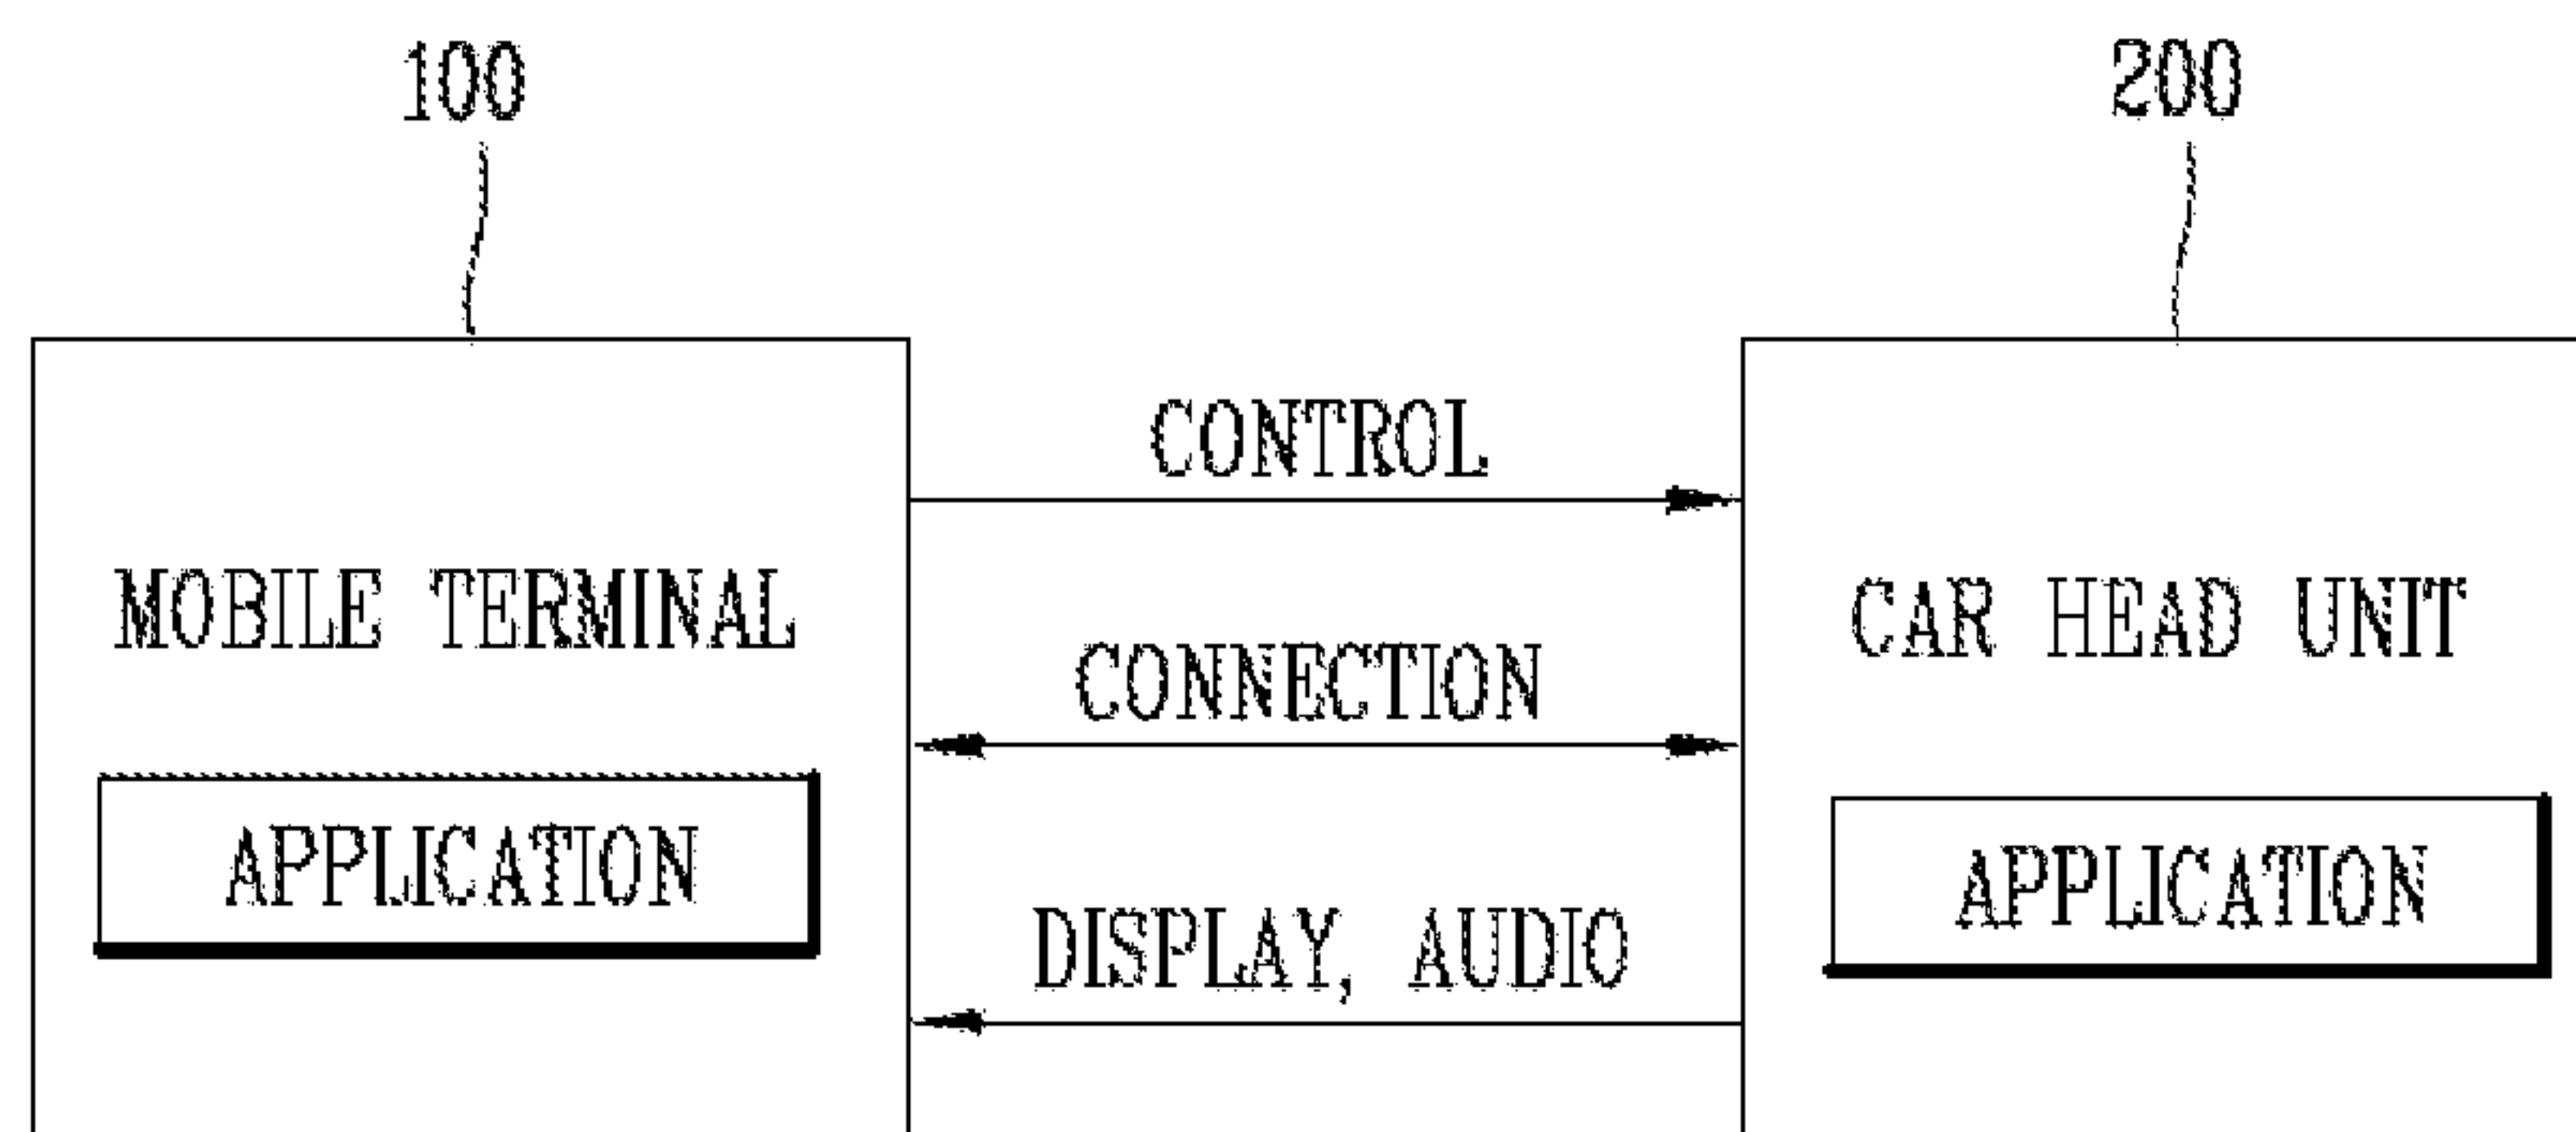 100
200
CONTROL
MOBILE TERMINAL
CAR HEAD UNIT
CONNECTION
APPLICATION
APPLICATION
DISPLAY, AUDIO